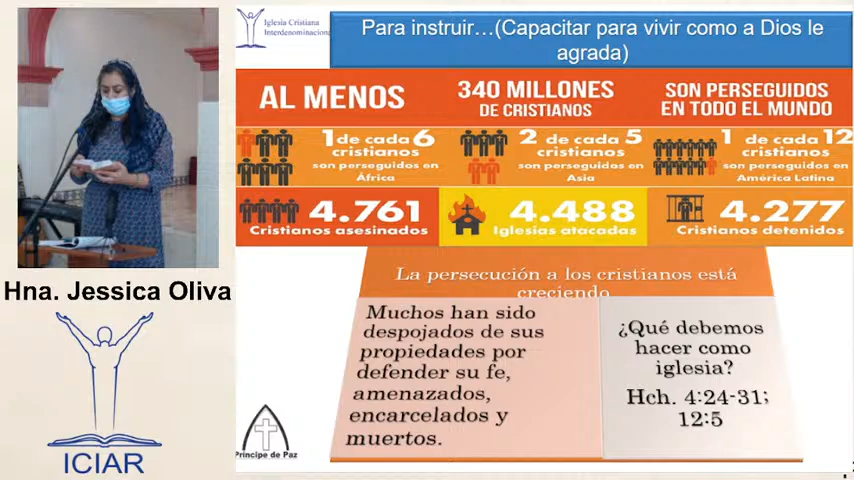 Iglesia Cristiana
Interdenominacional
Para instruir...(Capacitar para vivir como a Dios le
agrada)
AL MENOS
340 MILLONES
DE CRISTIANOS
SON PERSEGUIDOS
EN TODO EL MUNDO
1 de cada 6
cristianos
son perseguidos en
África
2 de cada 5
cristianos
son perseguidos en
Asia
1 de cada 12
cristianos
son perseguidos en
América Latina
4.761
Cristianos asesinados
4.488
Iglesias atacadas
4.277
Cristianos detenidos
La persecución a los cristianos está
creciendo
Muchos han sido
despojados de sus
propiedades por
defender su fe,
amenazados,
encarcelados y
muertos.
¿Qué debemos
hacer como
iglesia?
Hch. 4:24-31;
12:5
Hna. Jessica Oliva
ICIAR
Príncipe de Paz